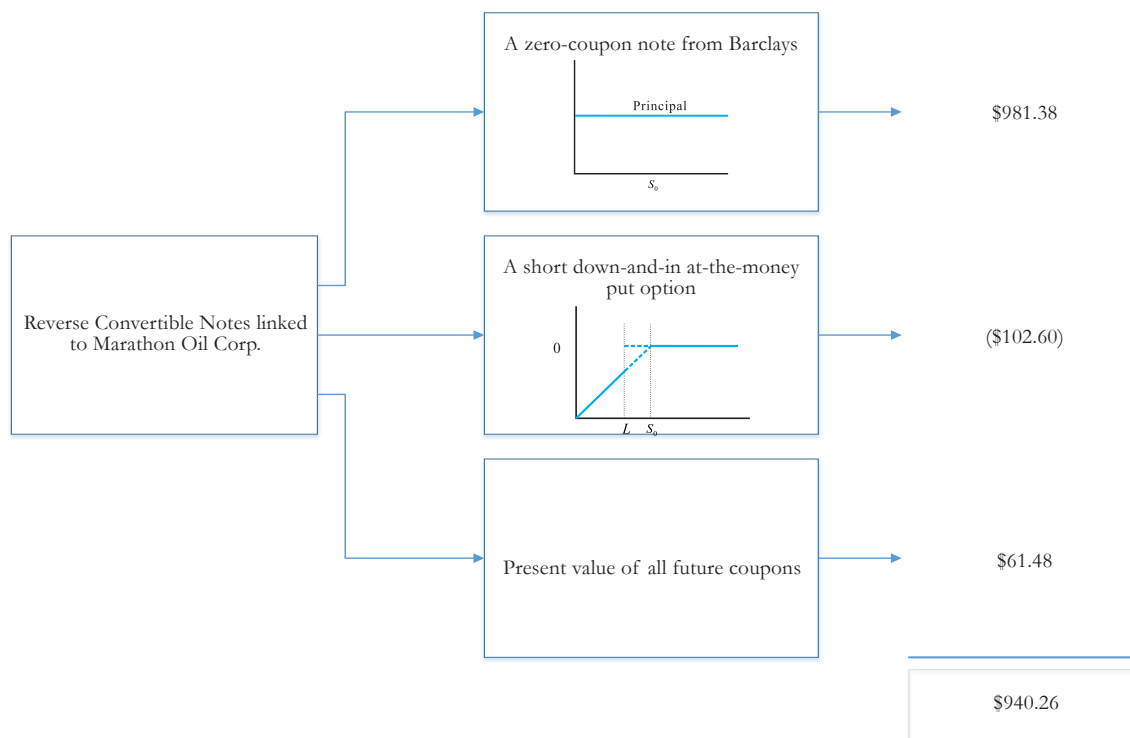 A zero-coupon note from Barclays
Principal
S₀
$981.38
Reverse Convertible Notes linked
to Marathon Oil Corp.
A short down-and-in at-the-money
put option
0
L S₀
($102.60)
Present value of all future coupons
$61.48
$940.26